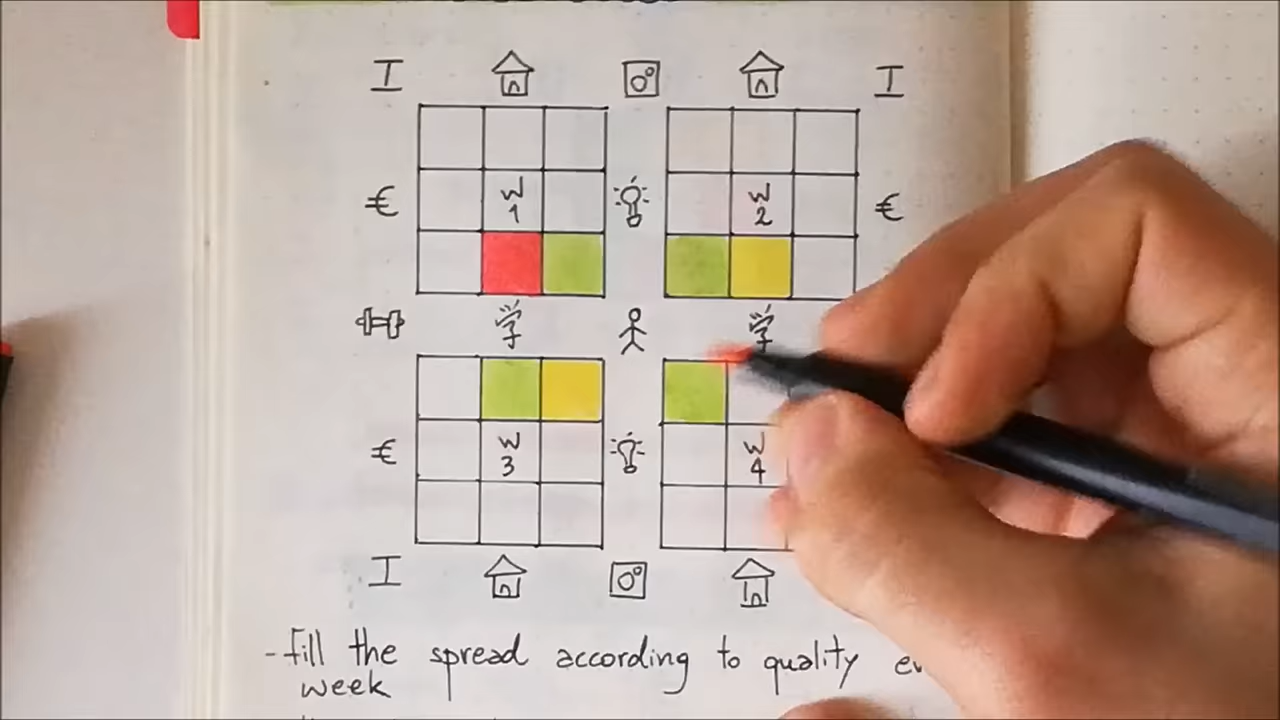 I I
€ W 1 W 2 €
学 学
€ W 3 W 4
I
-fill the spread according to quality
week